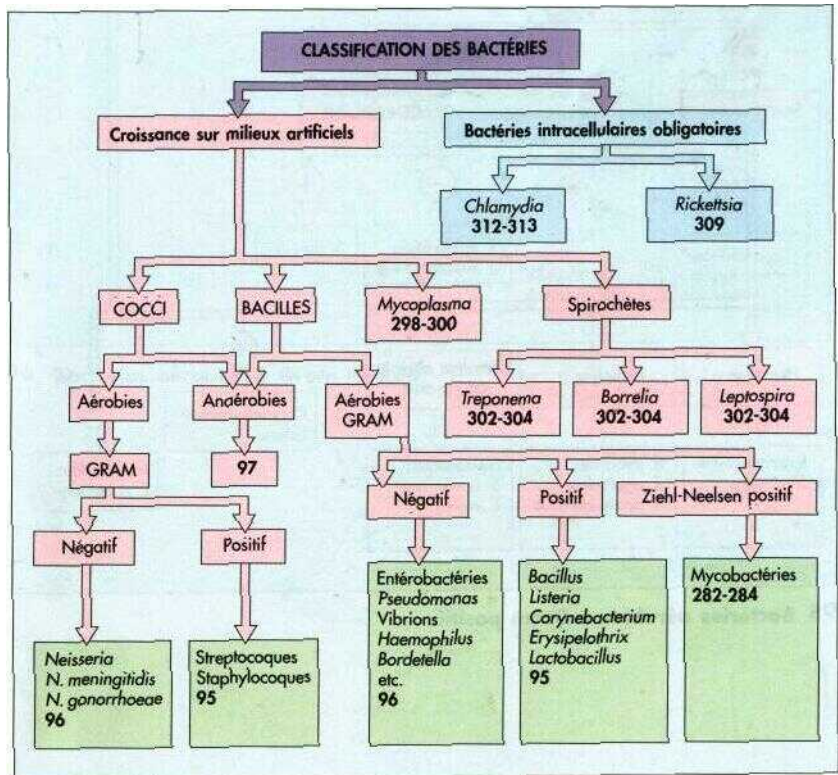 CLASSIFICATION DES BACTÉRIES
Croissance sur milieux artificiels
Bactéries intracellulaires obligatoires
Chlamydia
312-313
Rickettsia
309
COCCI
BACILLES
Mycoplasma
298-300
Spirochètes
Aérobies
Anaérobies
Aérobies
GRAM
Treponema
302-304
Borrelia
302-304
Leptospira
302-304
GRAM
97
Négatif
Positif
Ziehl-Neelsen positif
Négatif
Positif
Entérobactéries
Pseudomonas
Vibrions
Haemophilus
Bordetella
etc.
96
Bacillus
Listeria
Corynebacterium
Erysipelothrix
Lactobacillus
95
Mycobactéries
282-284
Neisseria
N. meningitidis
N. gonorrhoeae
96
Streptocoques
Staphylocoques
95